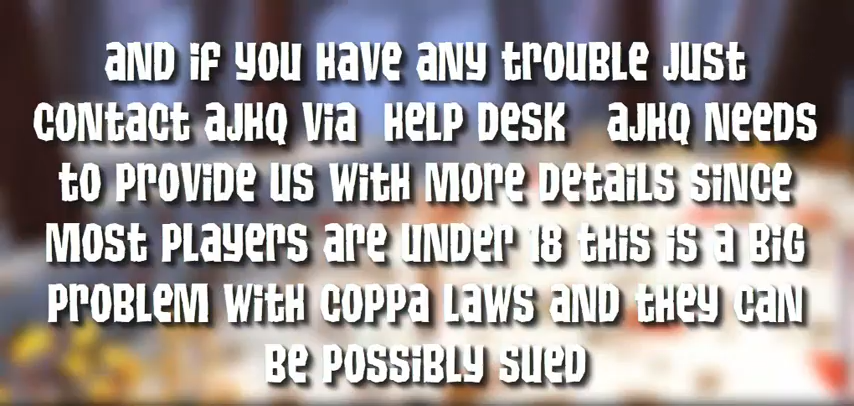 and if you have any trouble just
contact ajhq via help desk ajhq needs
to provide us with more details since
most players are under 18 this is a big
problem with coppa laws and they can
be possibly sued